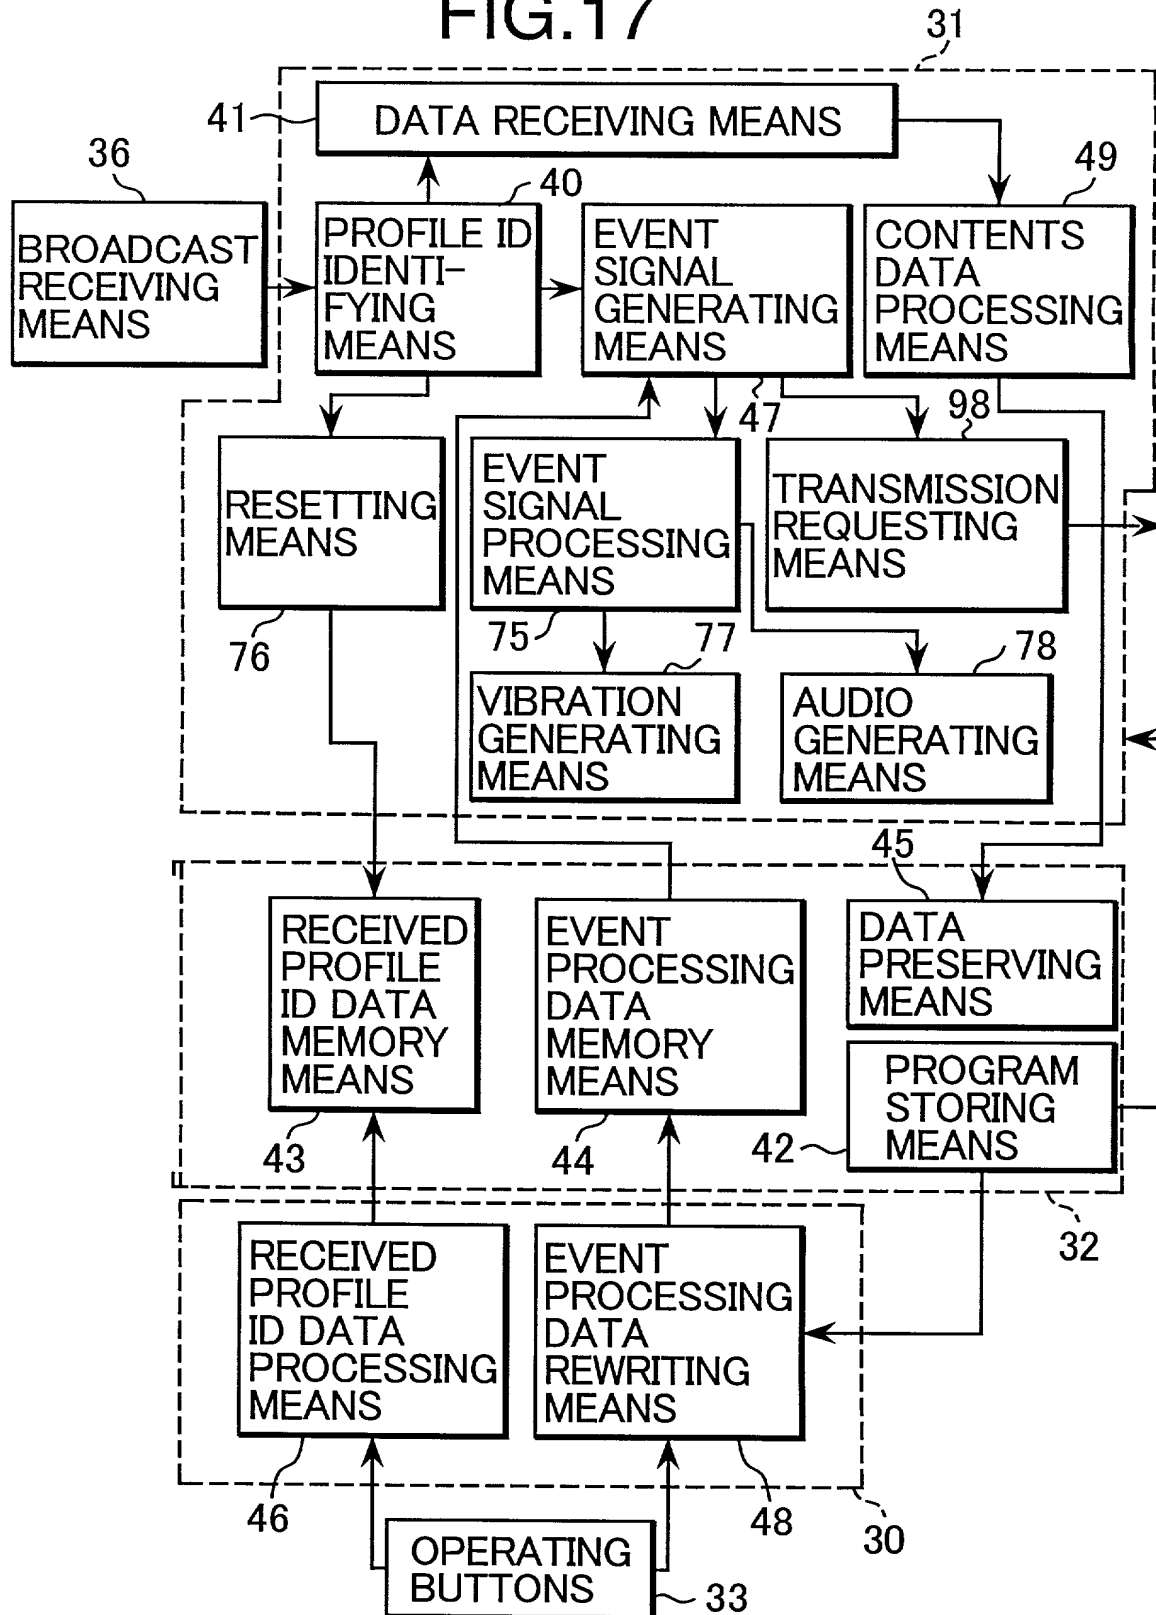 FIG.17
31
41
DATA RECEIVING MEANS
36
40
49
BROADCAST
RECEIVING
MEANS
PROFILE ID
IDENTI-
FYING
MEANS
EVENT
SIGNAL
GENERATING
MEANS
CONTENTS
DATA
PROCESSING
MEANS
47
98
RESETTING
MEANS
EVENT
SIGNAL
PROCESSING
MEANS
TRANSMISSION
REQUESTING
MEANS
76
75
77
78
VIBRATION
GENERATING
MEANS
AUDIO
GENERATING
MEANS
45
RECEIVED
PROFILE
ID DATA
MEMORY
MEANS
EVENT
PROCESSING
DATA
MEMORY
MEANS
DATA
PRESERVING
MEANS
PROGRAM
STORING
MEANS
43
44
42
32
RECEIVED
PROFILE
ID DATA
PROCESSING
MEANS
EVENT
PROCESSING
DATA
REWRITING
MEANS
46
48
30
OPERATING
BUTTONS
33